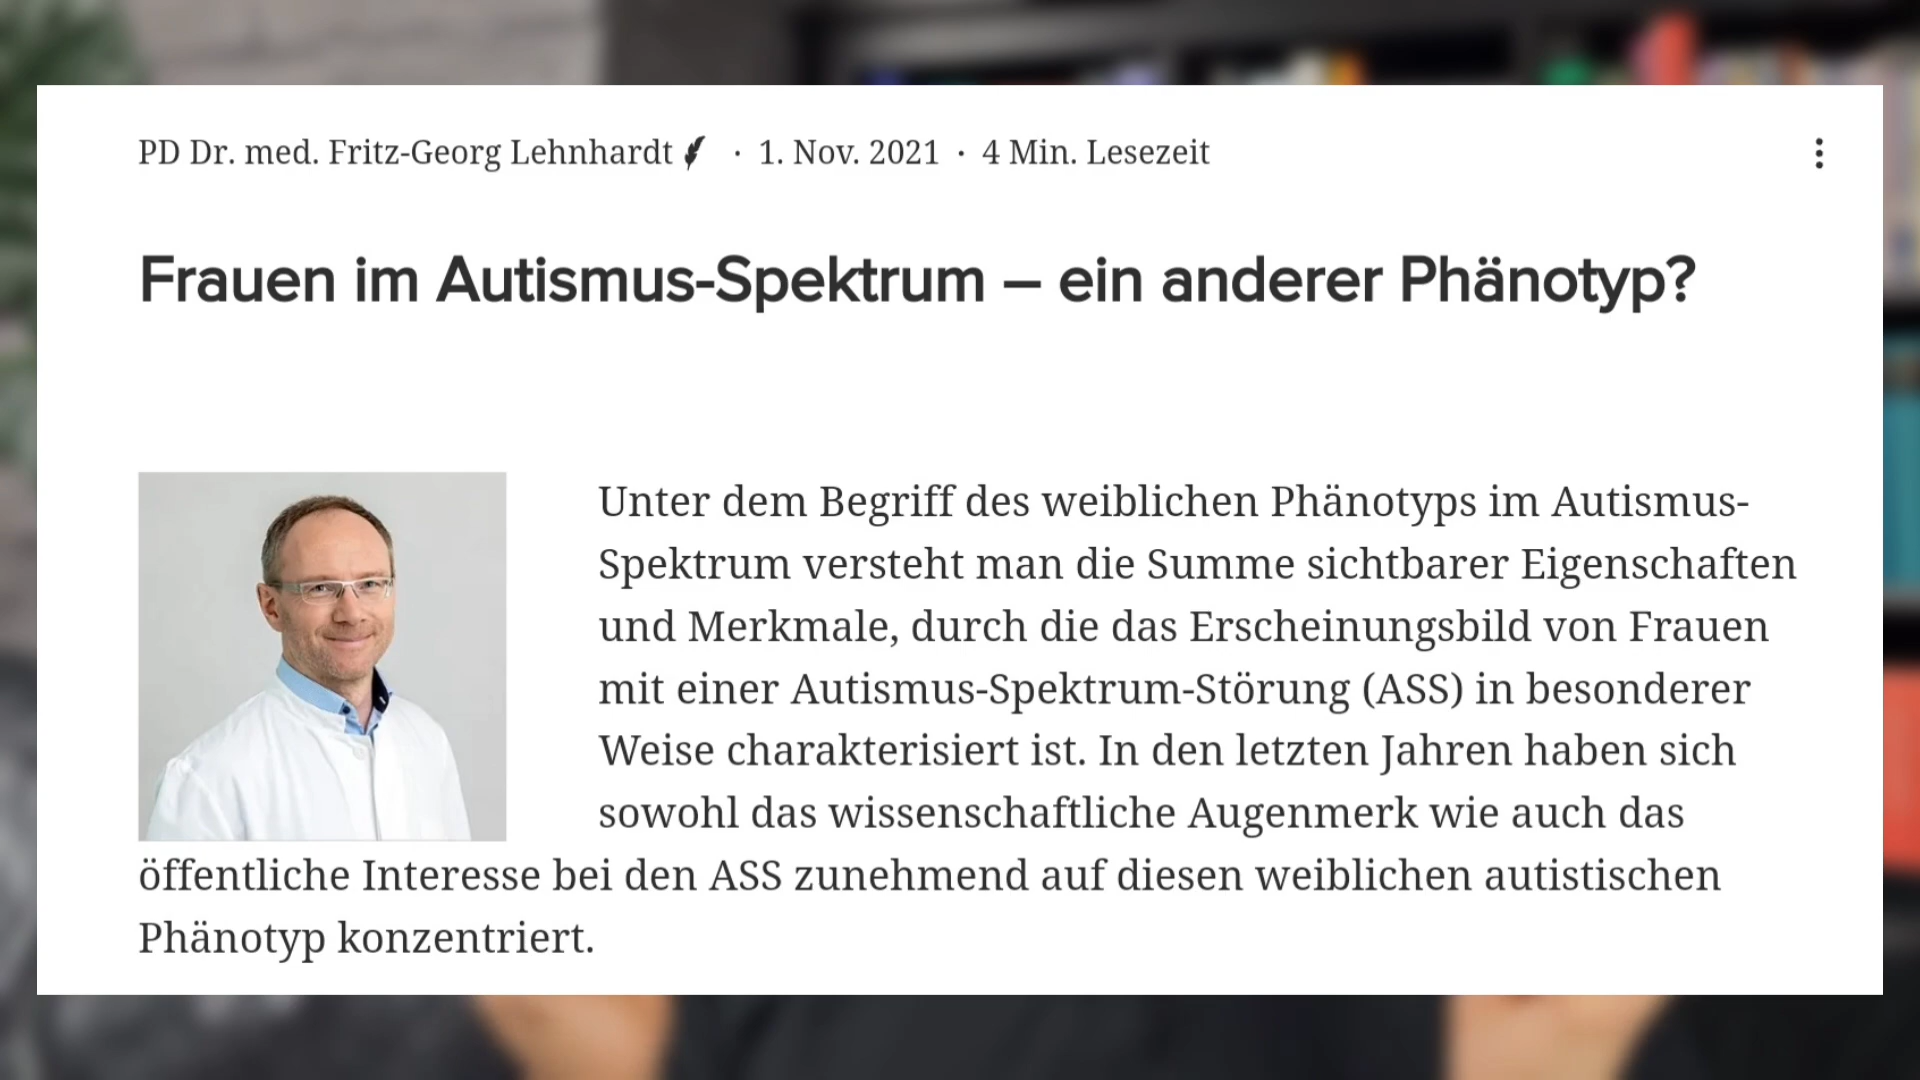 PD Dr. med. Fritz-Georg Lehnhardt · 1. Nov. 2021 · 4 Min. Lesezeit
Frauen im Autismus-Spektrum – ein anderer Phänotyp?
Unter dem Begriff des weiblichen Phänotyps im Autismus-
Spektrum versteht man die Summe sichtbarer Eigenschaften
und Merkmale, durch die das Erscheinungsbild von Frauen
mit einer Autismus-Spektrum-Störung (ASS) in besonderer
Weise charakterisiert ist. In den letzten Jahren haben sich
sowohl das wissenschaftliche Augenmerk wie auch das
öffentliche Interesse bei den ASS zunehmend auf diesen weiblichen autistischen
Phänotyp konzentriert.